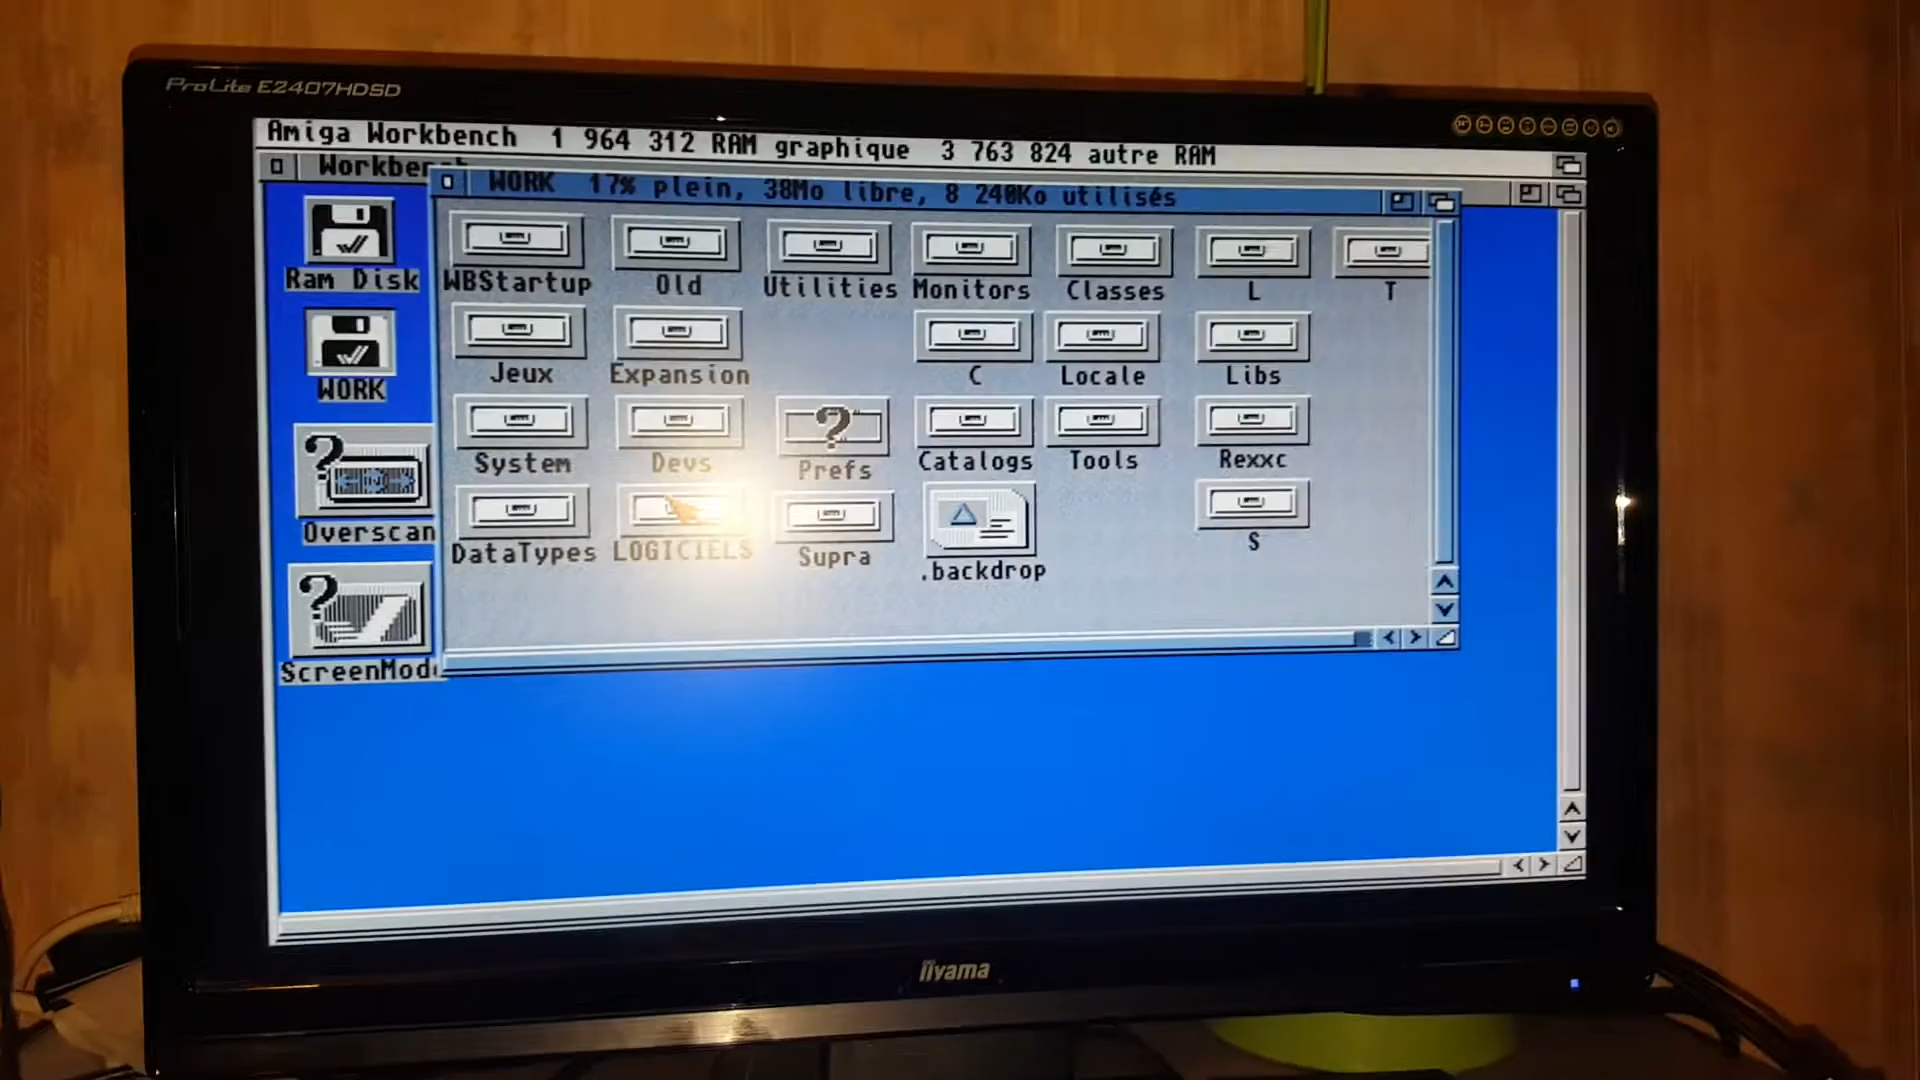 ProLite E2407HDSD
Amiga Workbench 1 964 312 RAM graphique 3 763 824 autre RAM
Workben
WORK 17% plein, 38Mo libre, 8 240Ko utilisés
Ram Disk
WORK
Overscan
ScreenMod
WBStartup Old Utilities Monitors Classes L T
Jeux Expansion C Locale Libs
System Devs Prefs Catalogs Tools Rexxc
DataTypes LOGICIELS Supra .backdrop S
iiyama